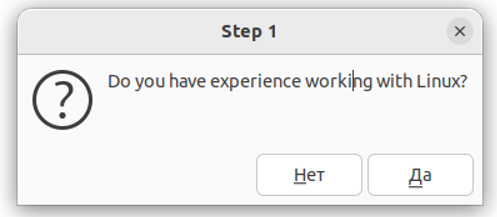 Step 1
Do you have experience working with Linux?
Нет
Да